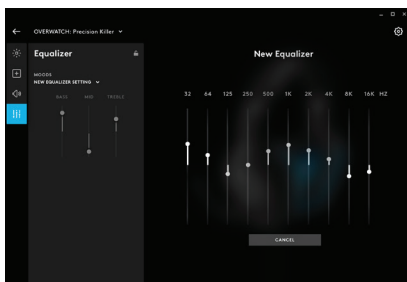 OVERWATCH: Precision Killer
Equalizer
MOODS
NEW EQUALIZER SETTING
BASS MID TREBLE
New Equalizer
32 64 125 250 500 1K 2K 4K 8K 16K HZ
CANCEL